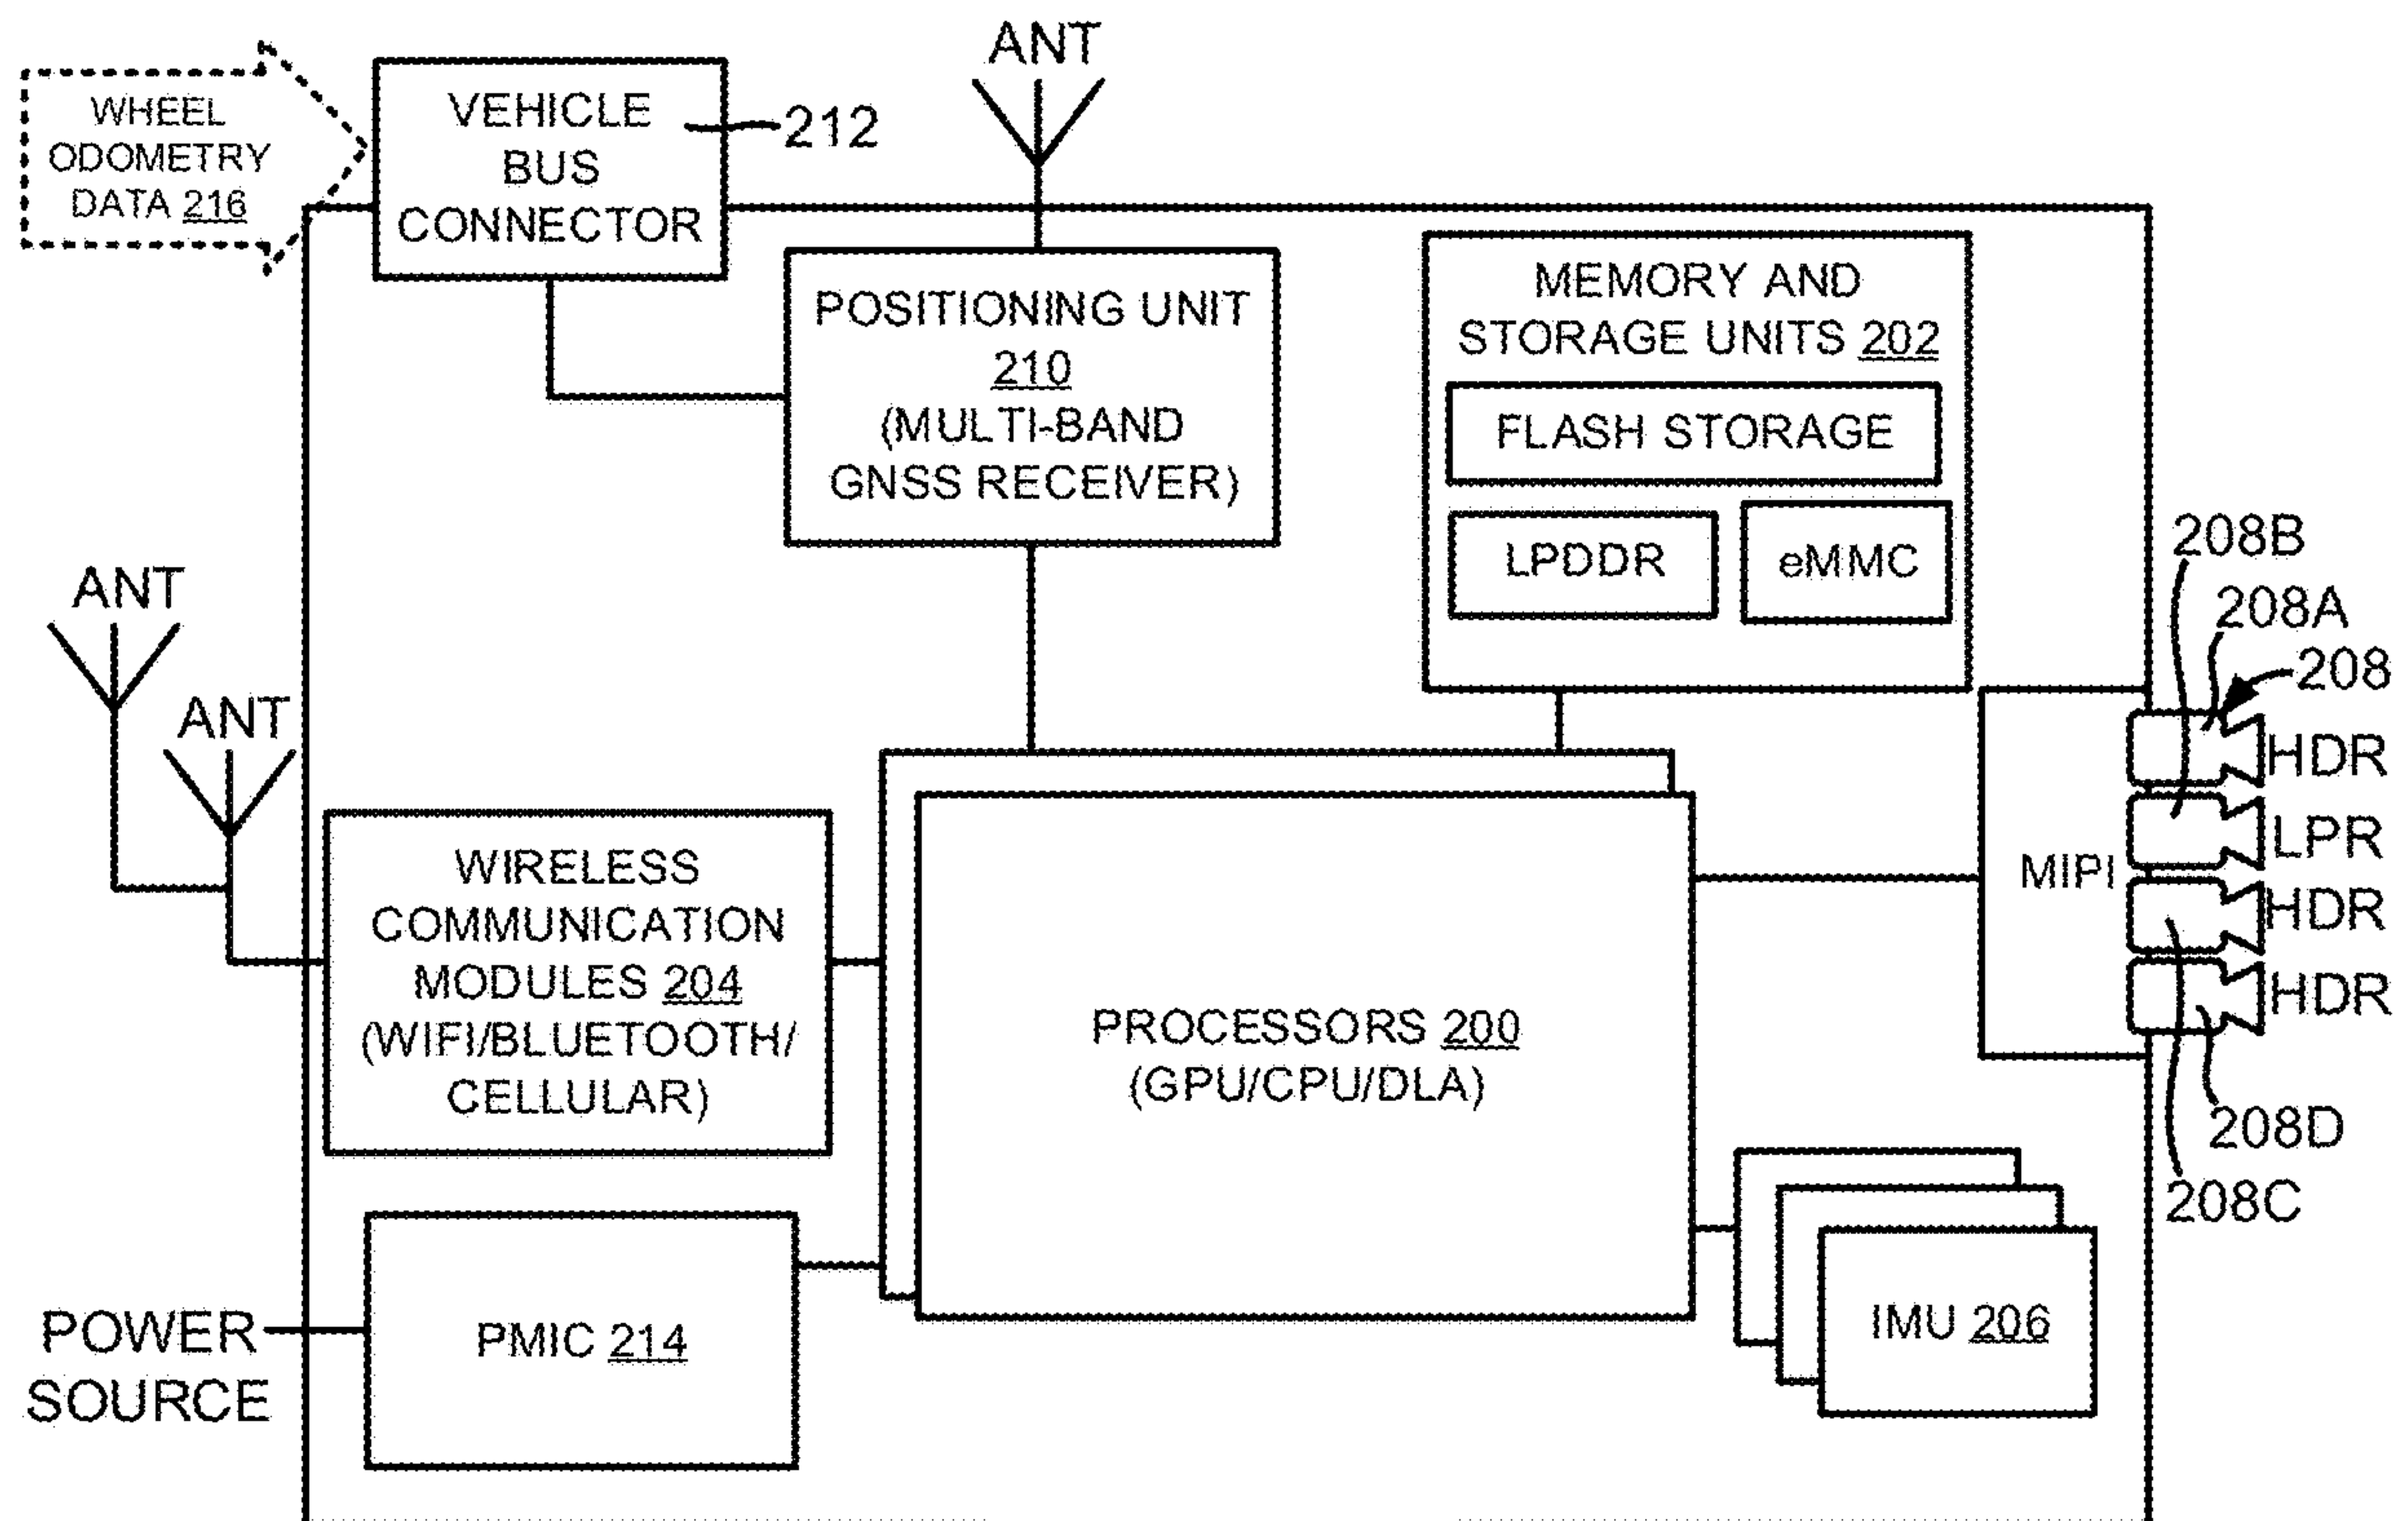 ANT
WHEEL
ODOMETRY
DATA 216
VEHICLE
BUS
CONNECTOR
212
POSITIONING UNIT
210
(MULTI-BAND
GNSS RECEIVER)
MEMORY AND
STORAGE UNITS 202
FLASH STORAGE
LPDDR
eMMC
208B
208A
208
ANT
ANT
HDR
LPR
HDR
HDR
MIPI
WIRELESS
COMMUNICATION
MODULES 204
(WIFI/BLUETOOTH/
CELLULAR)
PROCESSORS 200
(GPU/CPU/DLA)
208D
208C
POWER
SOURCE
PMIC 214
IMU 206